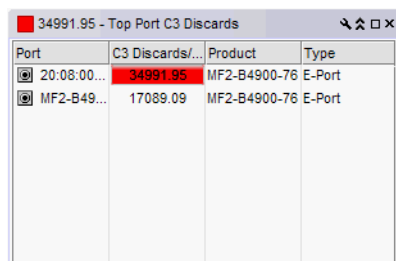 34991.95 - Top Port C3 Discards
Port C3 Discards/... Product Type
20:08:00... 34991.95 MF2-B4900-76 E-Port
MF2-B49... 17089.09 MF2-B4900-76 E-Port